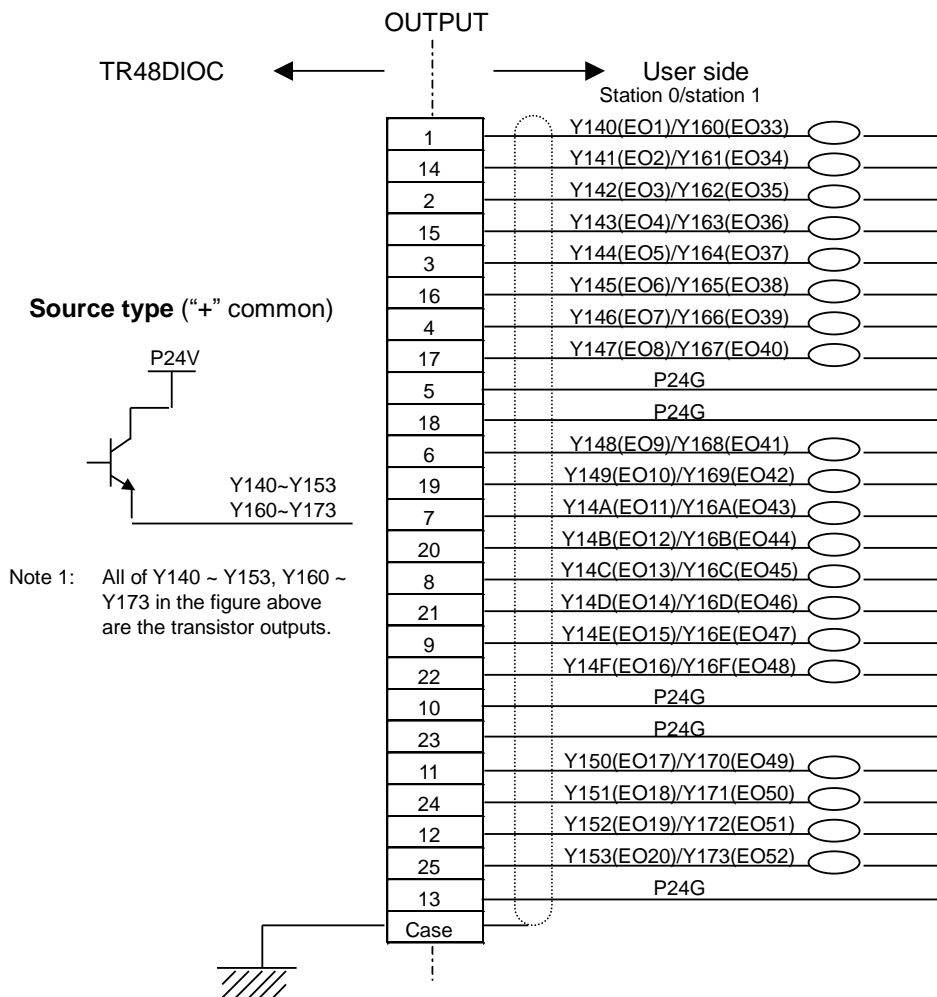 OUTPUT
TR48DIOC
User side
Station 0/station 1
1
Y140(EO1)/Y160(EO33)
14
Y141(EO2)/Y161(EO34)
2
Y142(EO3)/Y162(EO35)
15
Y143(EO4)/Y163(EO36)
3
Y144(EO5)/Y164(EO37)
16
Y145(EO6)/Y165(EO38)
4
Y146(EO7)/Y166(EO39)
17
Y147(EO8)/Y167(EO40)
5
P24G
18
P24G
6
Y148(EO9)/Y168(EO41)
19
Y149(EO10)/Y169(EO42)
7
Y14A(EO11)/Y16A(EO43)
20
Y14B(EO12)/Y16B(EO44)
8
Y14C(EO13)/Y16C(EO45)
21
Y14D(EO14)/Y16D(EO46)
9
Y14E(EO15)/Y16E(EO47)
22
Y14F(EO16)/Y16F(EO48)
10
P24G
23
P24G
11
Y150(EO17)/Y170(EO49)
24
Y151(EO18)/Y171(EO50)
12
Y152(EO19)/Y172(EO51)
25
Y153(EO20)/Y173(EO52)
13
P24G
Case
Source type (“+” common)
P24V
Y140~Y153
Y160~Y173
Note 1: All of Y140 ~ Y153, Y160 ~
Y173 in the figure above
are the transistor outputs.